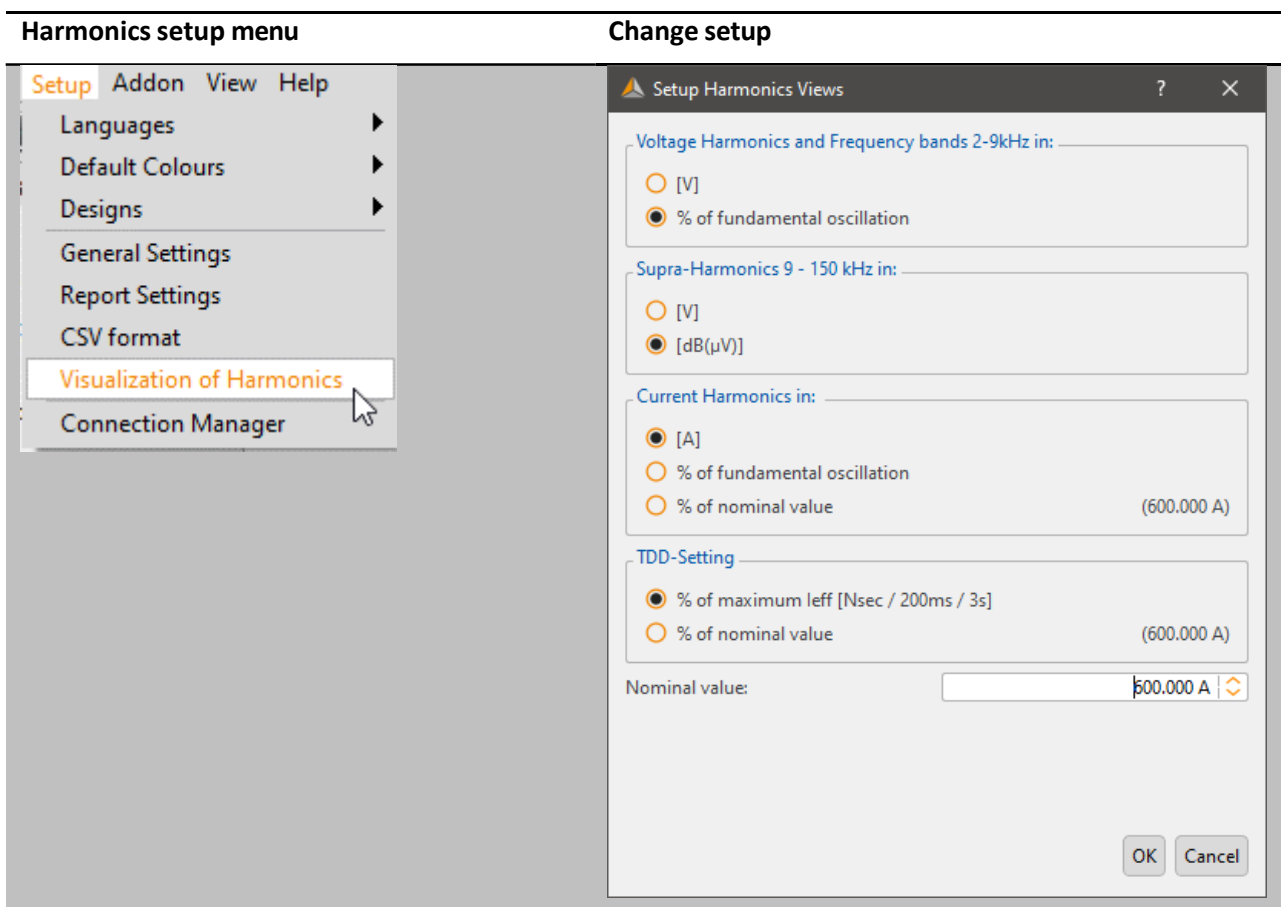 Harmonics setup menu
Change setup
Setup Addon View Help
Languages
Default Colours
Designs
General Settings
Report Settings
CSV format
Visualization of Harmonics
Connection Manager
Setup Harmonics Views ? ×
Voltage Harmonics and Frequency bands 2-9kHz in:
[V]
% of fundamental oscillation
Supra-Harmonics 9 - 150 kHz in:
[V]
[dB(µV)]
Current Harmonics in:
[A]
% of fundamental oscillation
% of nominal value (600.000 A)
TDD-Setting
% of maximum Ieff [Nsec / 200ms / 3s]
% of nominal value (600.000 A)
Nominal value: 600.000 A
OK Cancel